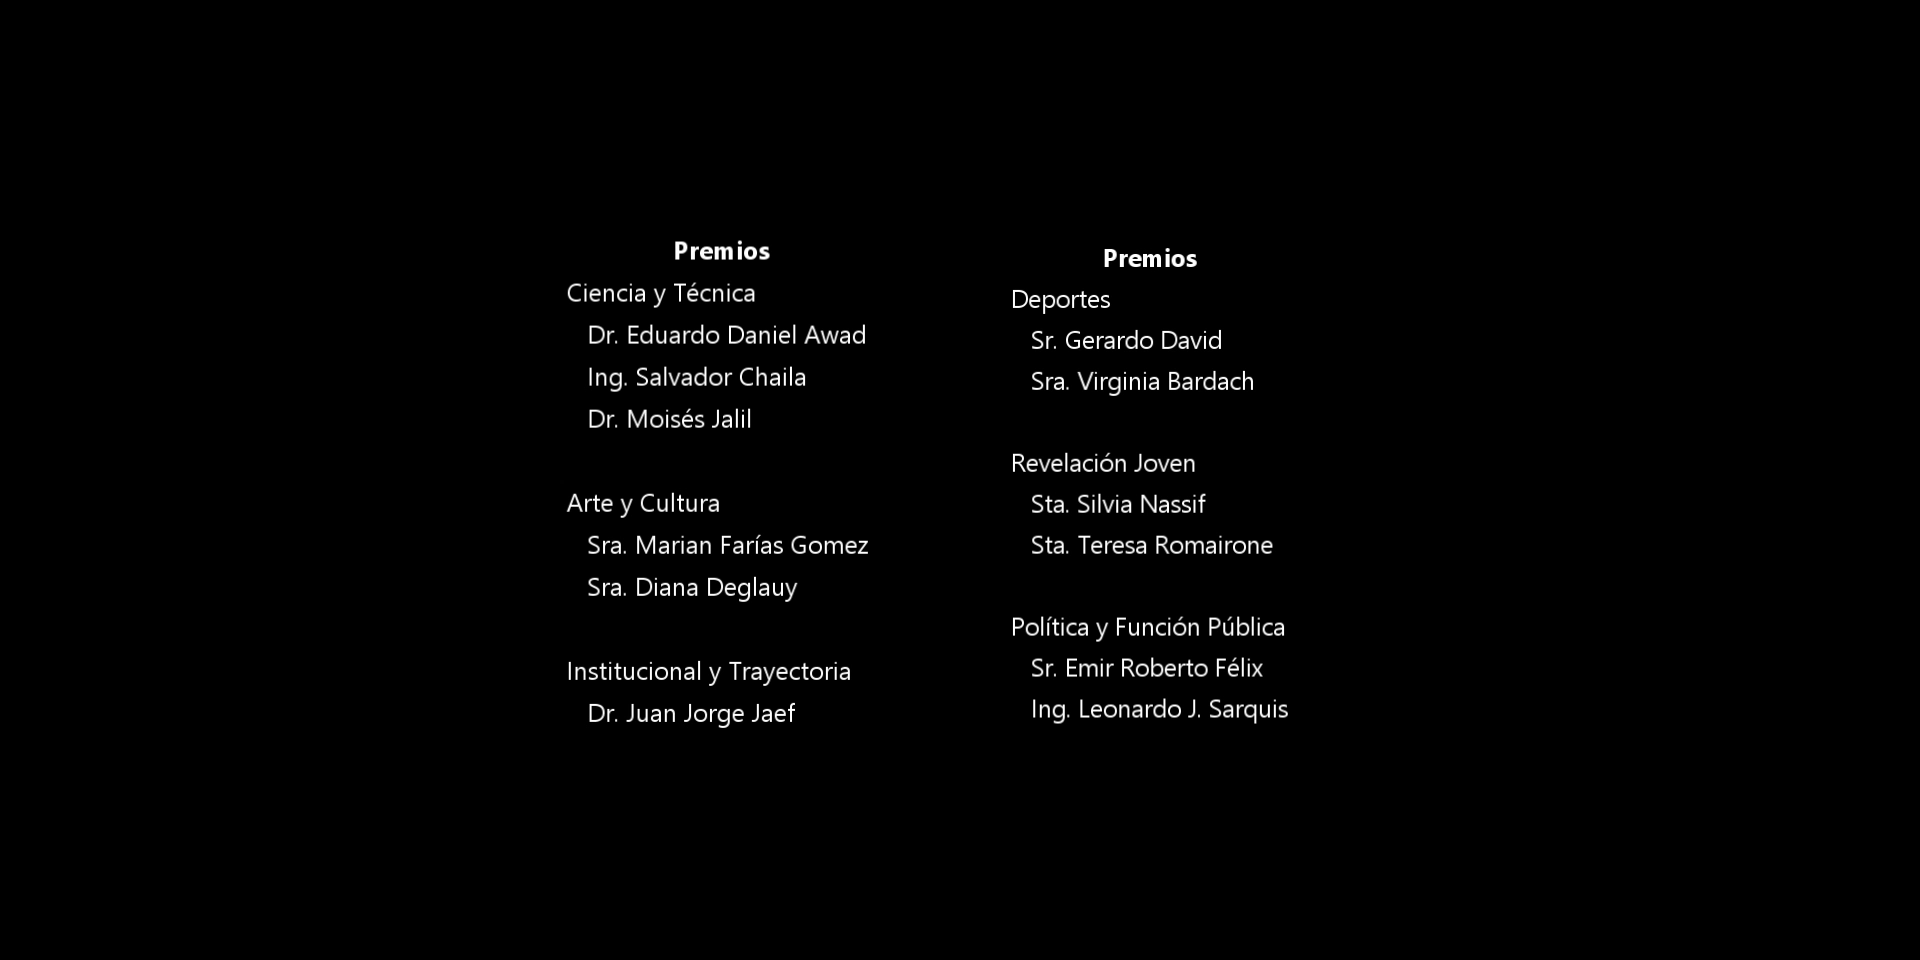 Premios
Ciencia y Técnica
Dr. Eduardo Daniel Awad
Ing. Salvador Chaila
Dr. Moisés Jalil
Arte y Cultura
Sra. Marian Farías Gomez
Sra. Diana Deglauy
Institucional y Trayectoria
Dr. Juan Jorge Jaef
Premios
Deportes
Sr. Gerardo David
Sra. Virginia Bardach
Revelación Joven
Sta. Silvia Nassif
Sta. Teresa Romairone
Política y Función Pública
Sr. Emir Roberto Félix
Ing. Leonardo J. Sarquis